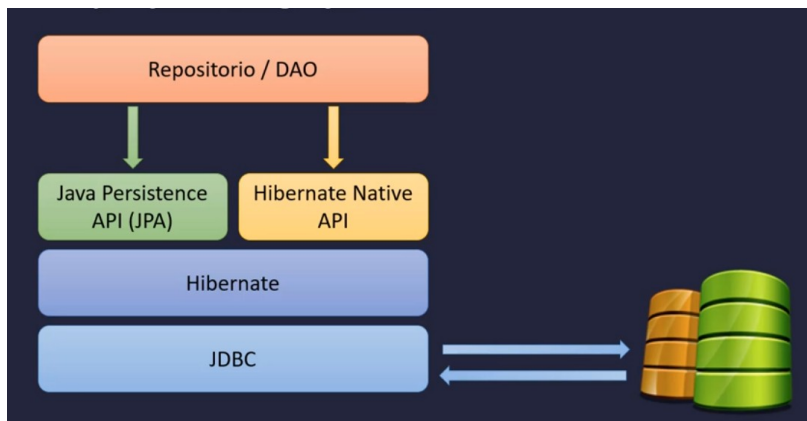 Repositorio / DAO
Java Persistence
API (JPA)
Hibernate Native
API
Hibernate
JDBC